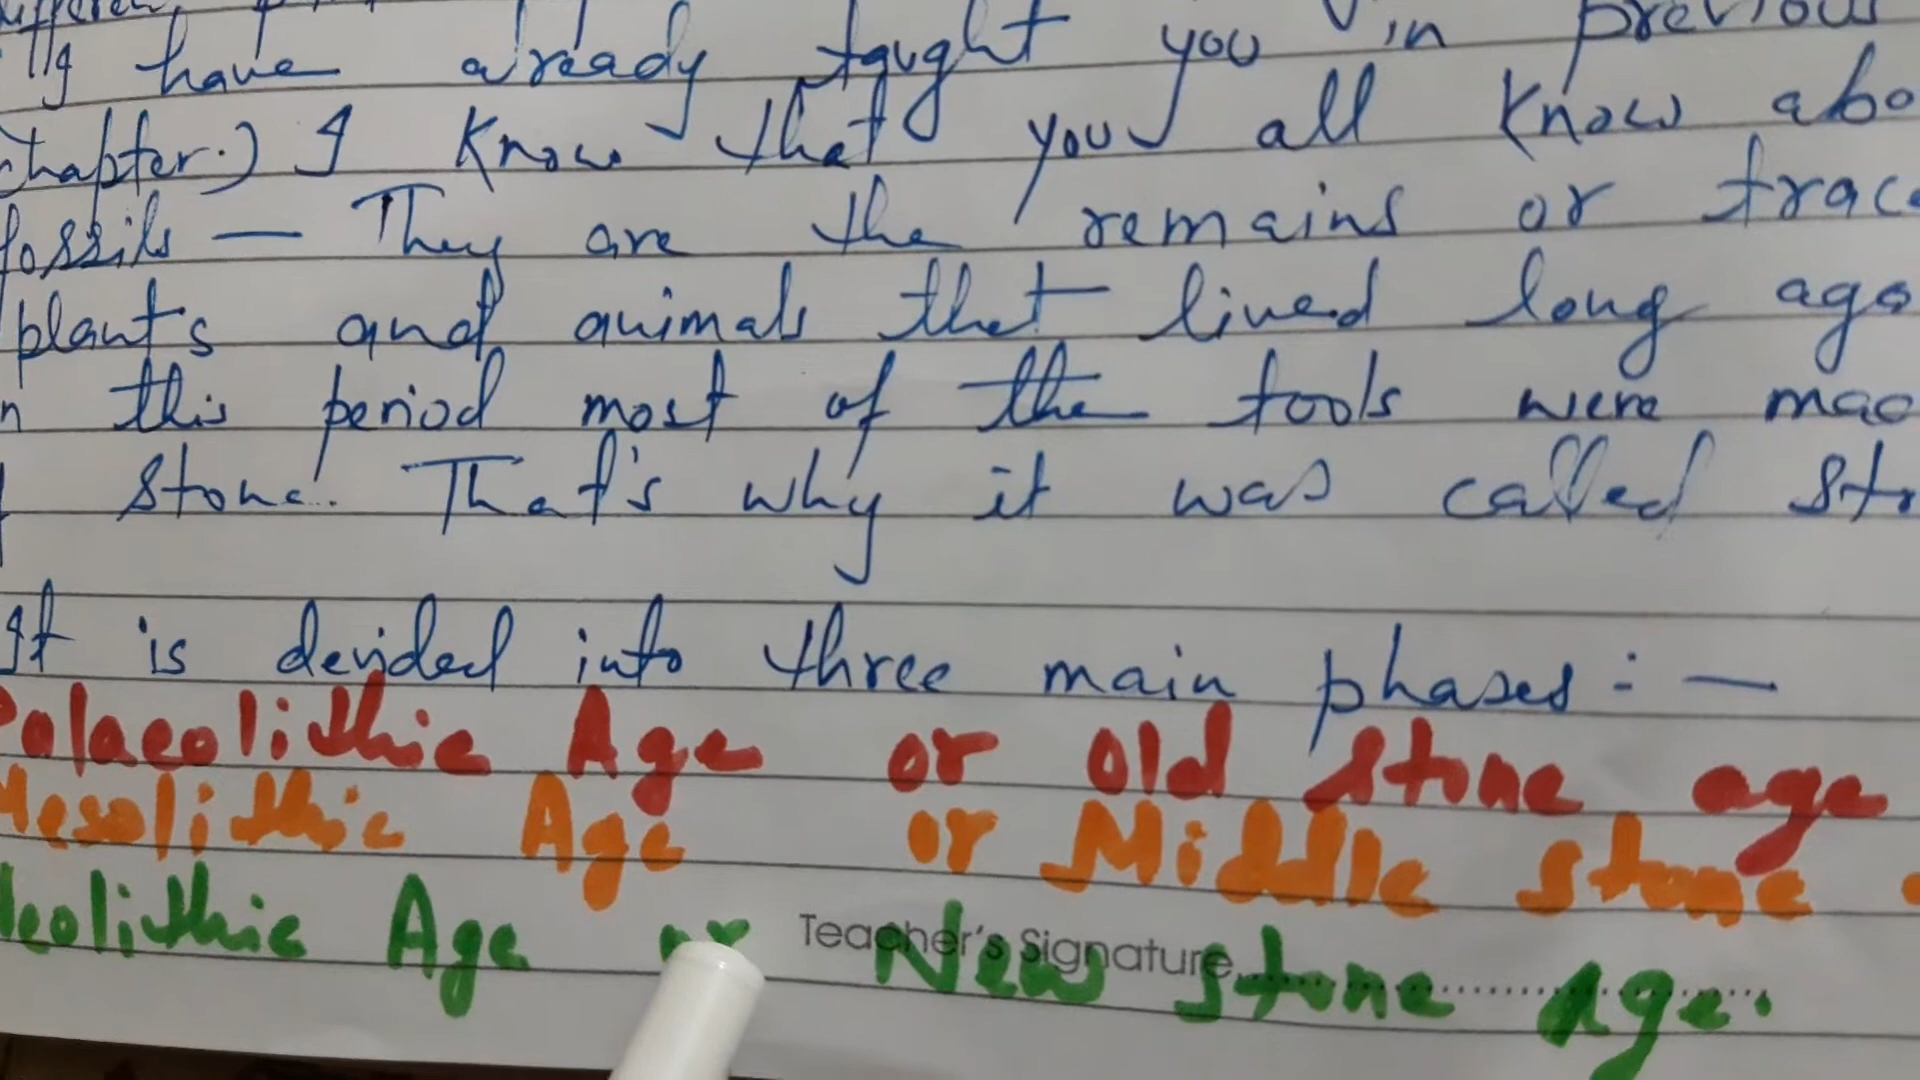 have already taught you in previous
chapter.) I know that you all know abo
fossils — They are the remains or trace
plants and animals that lived long ago
n this period most of the tools were mad
stone. That's why it was called sto
It is devided into three main phases : —
Palaeolithic Age or old stone age
Mesolithic Age or Middle stone
Neolithic Age or New stone age.
Teacher's Signature